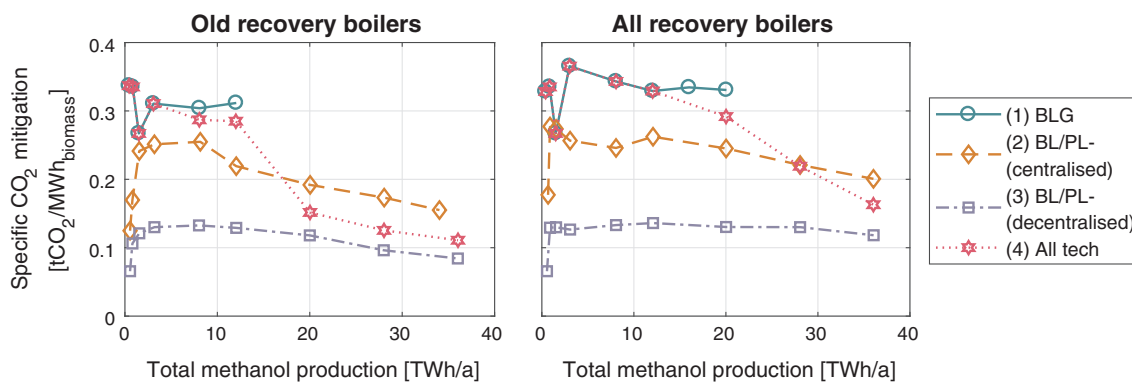 Old recovery boilers
All recovery boilers
Specific CO2 mitigation
[tCO2/MWhbiomass]
0.4
0.3
0.2
0.1
0
0
10
20
30
40
0
10
20
30
40
Total methanol production [TWh/a]
Total methanol production [TWh/a]
(1) BLG
(2) BL/PL-
(centralised)
(3) BL/PL-
(decentralised)
(4) All tech